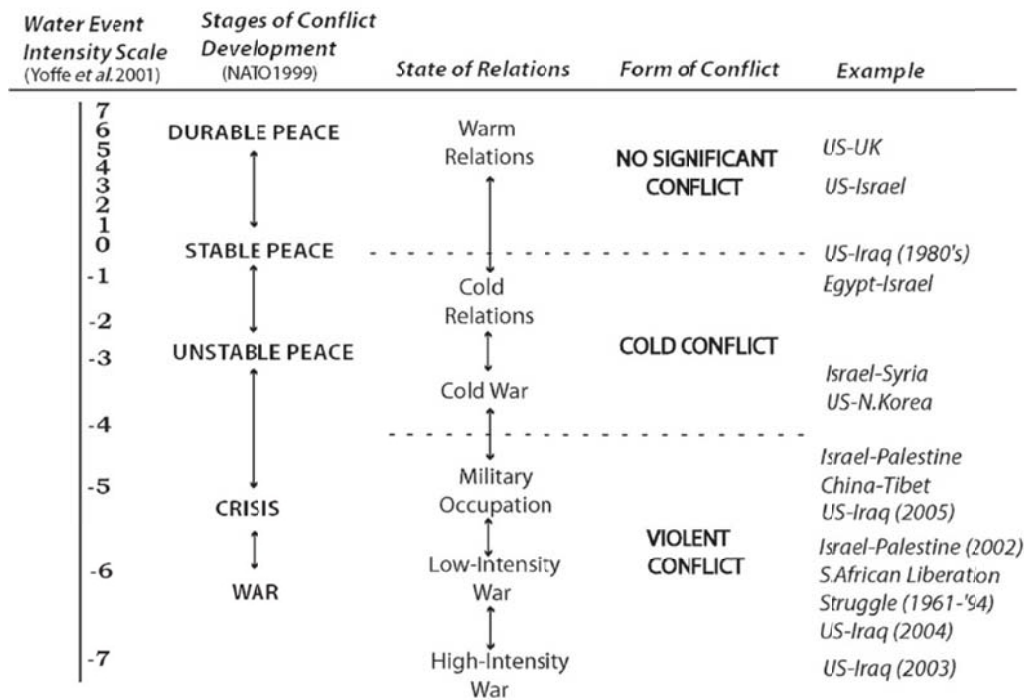 Water Event
Intensity Scale
(Yoffe et al. 2001)
Stages of Conflict
Development
(NATO 1999)
State of Relations
Form of Conflict
Example
7
6
5
4
3
2
1
0
-1
-2
-3
-4
-5
-6
-7
DURABLE PEACE
STABLE PEACE
UNSTABLE PEACE
CRISIS
WAR
Warm
Relations
Cold
Relations
Cold War
Military
Occupation
Low-Intensity
War
High-Intensity
War
NO SIGNIFICANT
CONFLICT
COLD CONFLICT
VIOLENT
CONFLICT
US-UK
US-Israel
US-Iraq (1980's)
Egypt-Israel
Israel-Syria
US-N.Korea
Israel-Palestine
China-Tibet
US-Iraq (2005)
Israel-Palestine (2002)
S.African Liberation
Struggle (1961-'94)
US-Iraq (2004)
US-Iraq (2003)